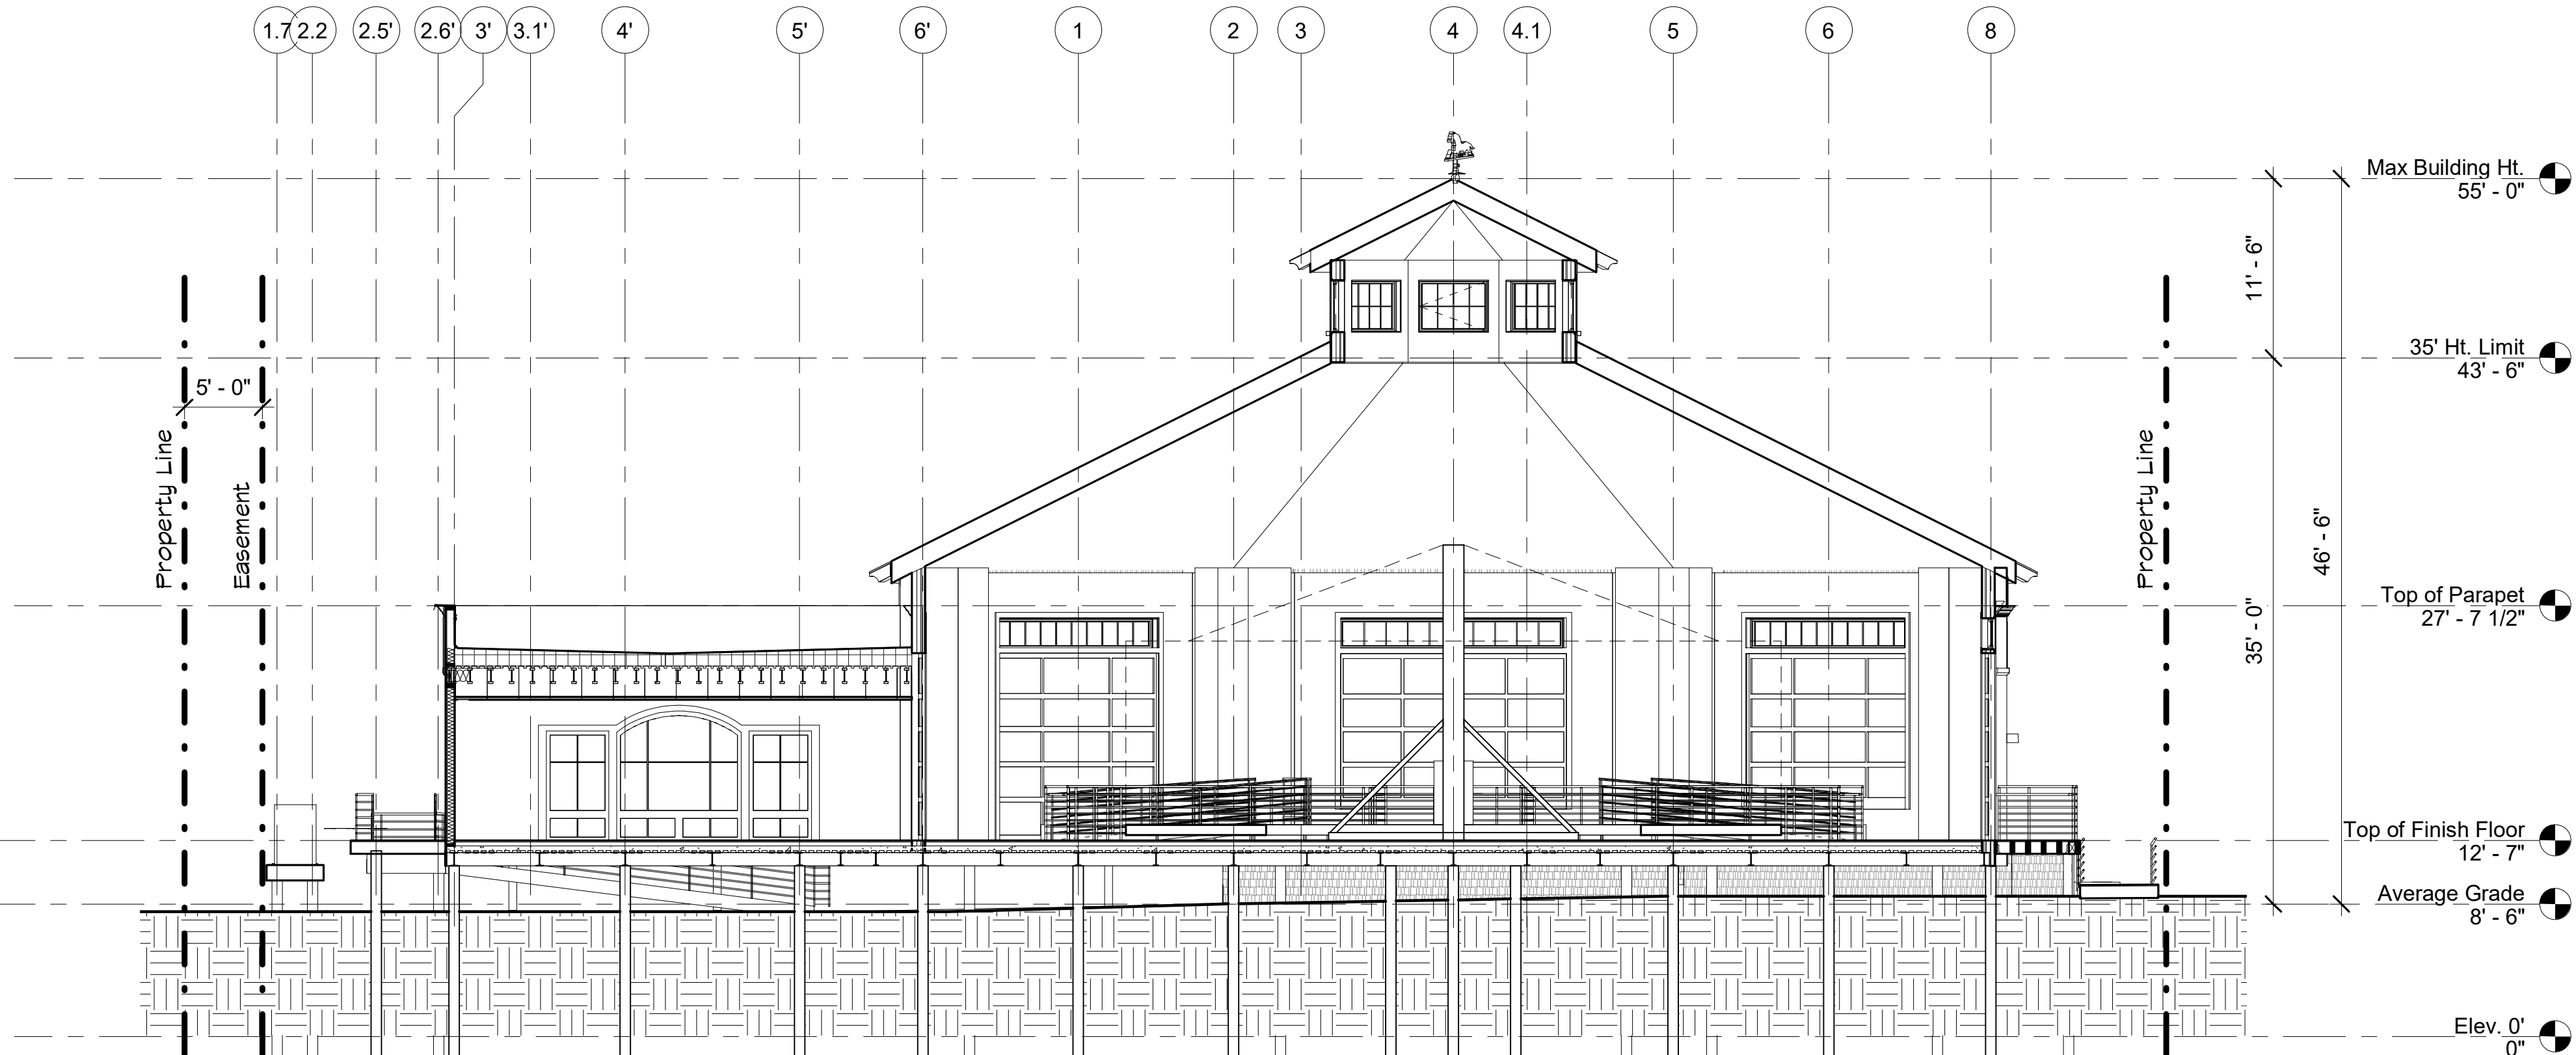 1.7
2.2
2.5'
2.6'
3'
3.1'
4'
5'
6'
1
2
3
4
4.1
5
6
8
Max Building Ht.
55' - 0"
11' - 6"
35' Ht. Limit
43' - 6"
5' - 0"
Property Line
Easement
Property Line
46' - 6"
35' - 0"
Top of Parapet
27' - 7 1/2"
Top of Finish Floor
12' - 7"
Average Grade
8' - 6"
Elev. 0'
0"